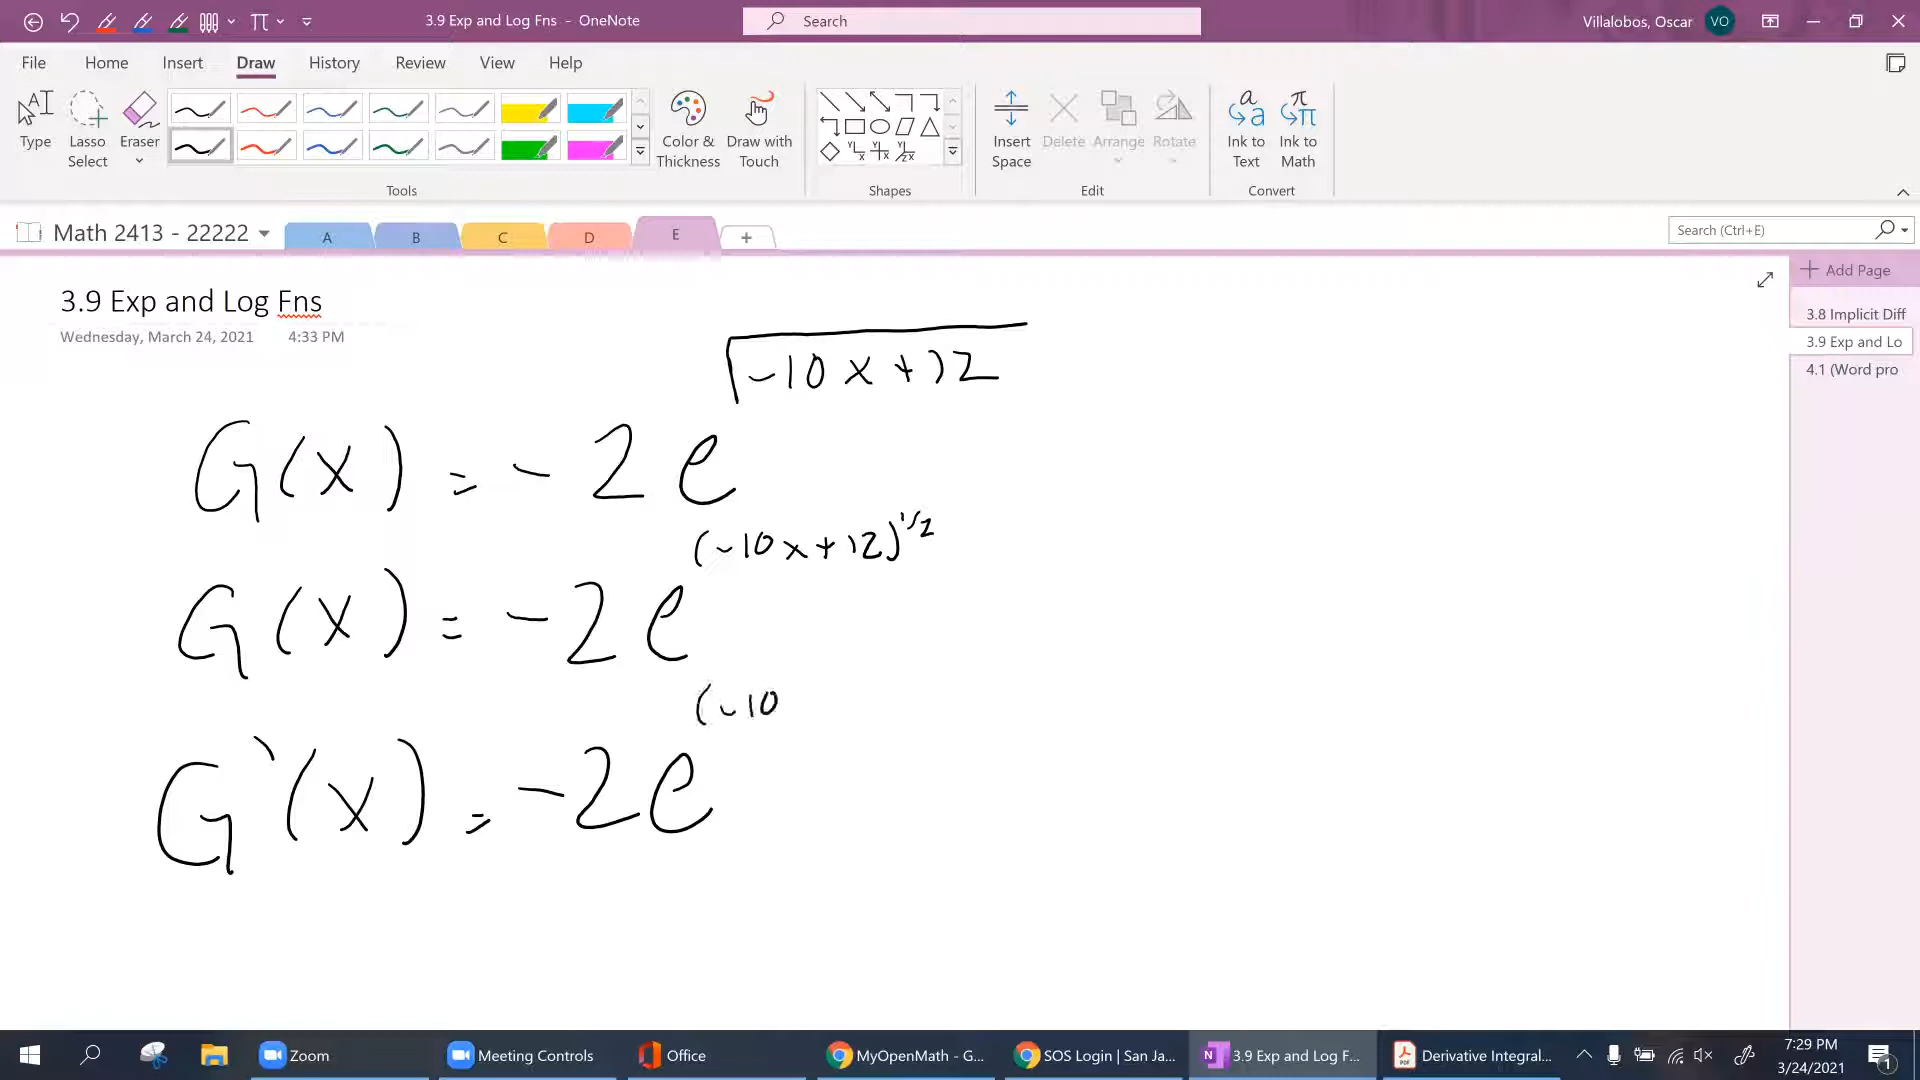 3.9 Exp and Log Fns - OneNote
Search
Villalobos, Oscar VO
File Home Insert Draw History Review View Help
Type
Lasso Select
Eraser
Color & Thickness
Draw with Touch
Insert Space
Delete
Arrange
Rotate
Ink to Text
Ink to Math
Tools
Shapes
Edit
Convert
Math 2413 - 22222
A B C D E +
Search (Ctrl+E)
Add Page
3.8 Implicit Diff
3.9 Exp and Lo
4.1 (Word pro
3.9 Exp and Log Fns
Wednesday, March 24, 2021 4:33 PM
√-10x+12
G(x) = -2e
(-10x+12)^1/2
G(x) = -2e
(-10
G`(x) = -2e
Zoom
Meeting Controls
Office
MyOpenMath - G...
SOS Login | San Ja...
3.9 Exp and Log F...
Derivative Integral...
7:29 PM
3/24/2021
1